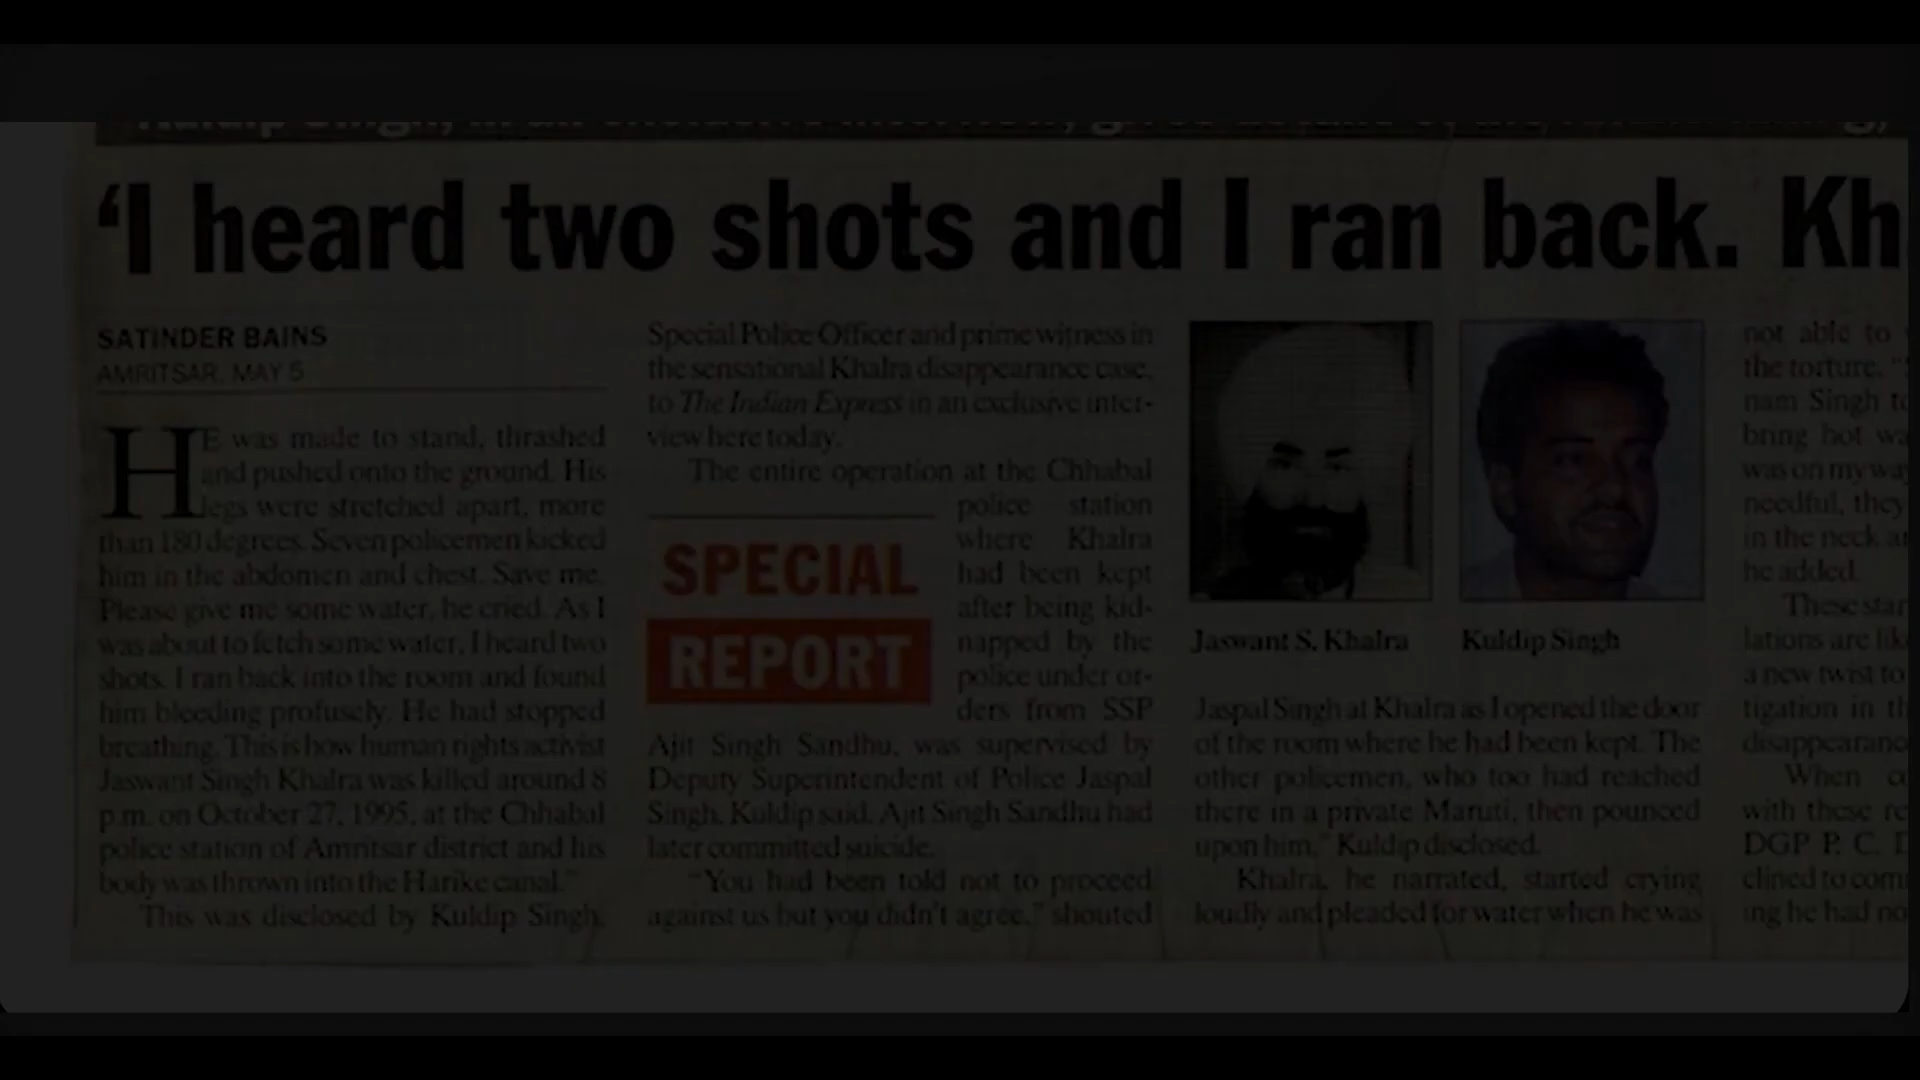 ‘I heard two shots and I ran back. Kh
SATINDER BAINS
AMRITSAR, MAY 5
HE was made to stand, thrashed
and pushed onto the ground. His
legs were stretched apart, more
than 180 degrees. Seven policemen kicked
him in the abdomen and chest. Save me.
Please give me some water, he cried. As I
was about to fetch some water, I heard two
shots. I ran back into the room and found
him bleeding profusely. He had stopped
breathing. This is how human rights activist
Jaswant Singh Khalra was killed around 8
p.m. on October 27, 1995, at the Chhabal
police station of Amritsar district and his
body was thrown into the Harike canal.”
This was disclosed by Kuldip Singh,
Special Police Officer and prime witness in
the sensational Khalra disappearance case,
to The Indian Express in an exclusive inter-
view here today.
The entire operation at the Chhabal
police station
where Khalra
had been kept
after being kid-
napped by the
police under or-
ders from SSP
SPECIAL
REPORT
Ajit Singh Sandhu, was supervised by
Deputy Superintendent of Police Jaspal
Singh, Kuldip said. Ajit Singh Sandhu had
later committed suicide.
“You had been told not to proceed
against us but you didn't agree,” shouted
Jaswant S. Khalra
Kuldip Singh
Jaspal Singh at Khalra as I opened the door
of the room where he had been kept. The
other policemen, who too had reached
there in a private Maruti, then pounced
upon him,” Kuldip disclosed.
Khalra, he narrated, started crying
loudly and pleaded for water when he was
not able to
the torture. “
nam Singh to
bring hot wa
was on my way
needful, they
in the neck an
he added.
These star
lations are lik
a new twist to
tigation in th
disappearanc
When co
with these re
DGP P. C. D
clined to com
ing he had no